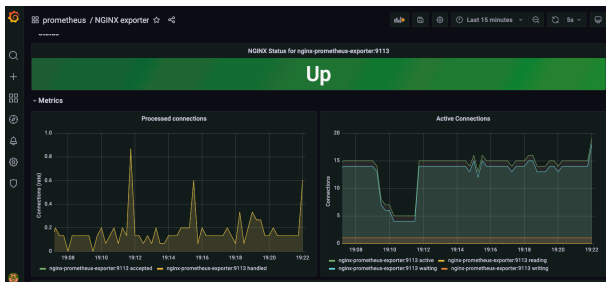 prometheus / NGINX exporter
Last 15 minutes
5s
NGINX Status for nginx-prometheus-exporter:9113
Up
Metrics
Processed connections
Connections (rate)
1.0
0.8
0.6
0.4
0.2
0
19:08 19:10 19:12 19:14 19:16 19:18 19:20 19:22
nginx-prometheus-exporter:9113 accepted nginx-prometheus-exporter:9113 handled
Active Connections
Connections
20
15
10
5
0
19:08 19:10 19:12 19:14 19:16 19:18 19:20 19:22
nginx-prometheus-exporter:9113 active nginx-prometheus-exporter:9113 reading
nginx-prometheus-exporter:9113 waiting nginx-prometheus-exporter:9113 writing